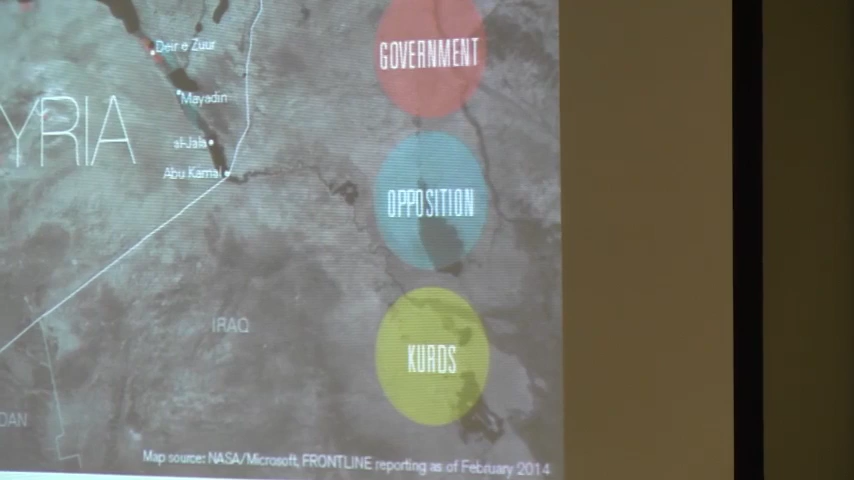 Deir e Zuur
GOVERNMENT
Mayadin
YRIA
al-Jala
Abu Kamal
OPPOSITION
IRAQ
KURDS
DAN
Map source: NASA/Microsoft, FRONTLINE reporting as of February 2014